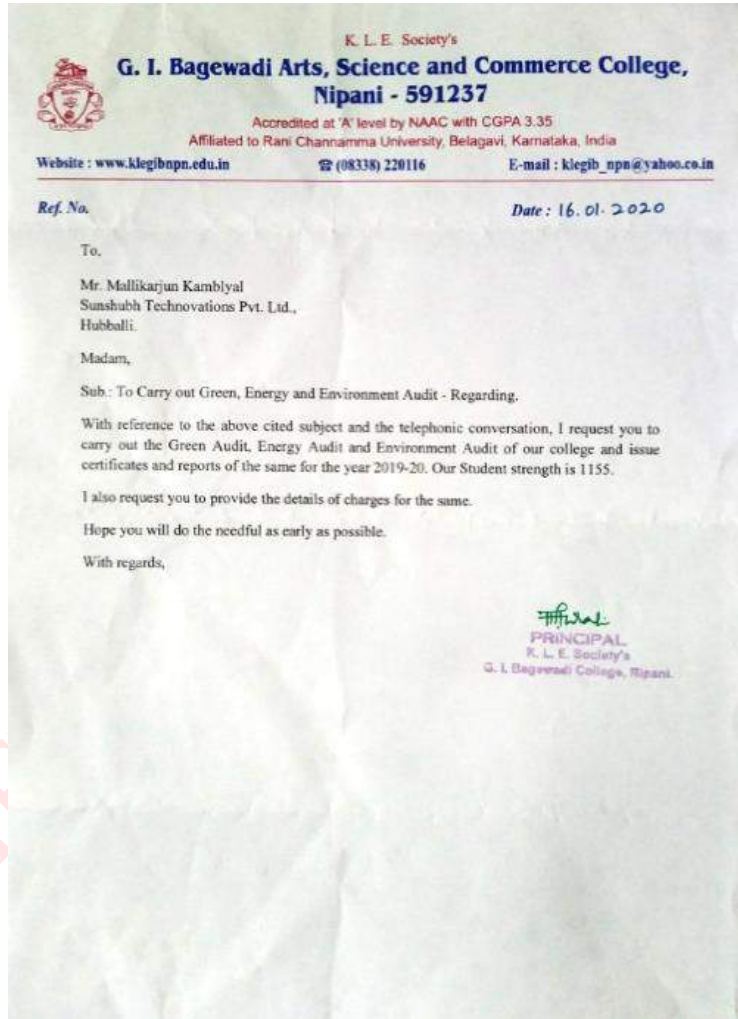 K. L. E. Society's
G. I. Bagewadi Arts, Science and Commerce College,
Nipani - 591237
Accredited at 'A' level by NAAC with CGPA 3.35
Affiliated to Rani Channamma University, Belagavi, Karnataka, India
Website : www.klegibnpn.edu.in ☎ (08338) 220116 E-mail : klegib_npn@yahoo.co.in
Ref. No. Date : 16.01.2020
To,
Mr. Mallikarjun Kamblyal
Sunshubh Technovations Pvt. Ltd.,
Hubballi.
Madam,
Sub.: To Carry out Green, Energy and Environment Audit - Regarding.
With reference to the above cited subject and the telephonic conversation, I request you to
carry out the Green Audit, Energy Audit and Environment Audit of our college and issue
certificates and reports of the same for the year 2019-20. Our Student strength is 1155.
I also request you to provide the details of charges for the same.
Hope you will do the needful as early as possible.
With regards,
PRINCIPAL
K. L. E. Society's
G. I. Bagewadi College, Nipani.